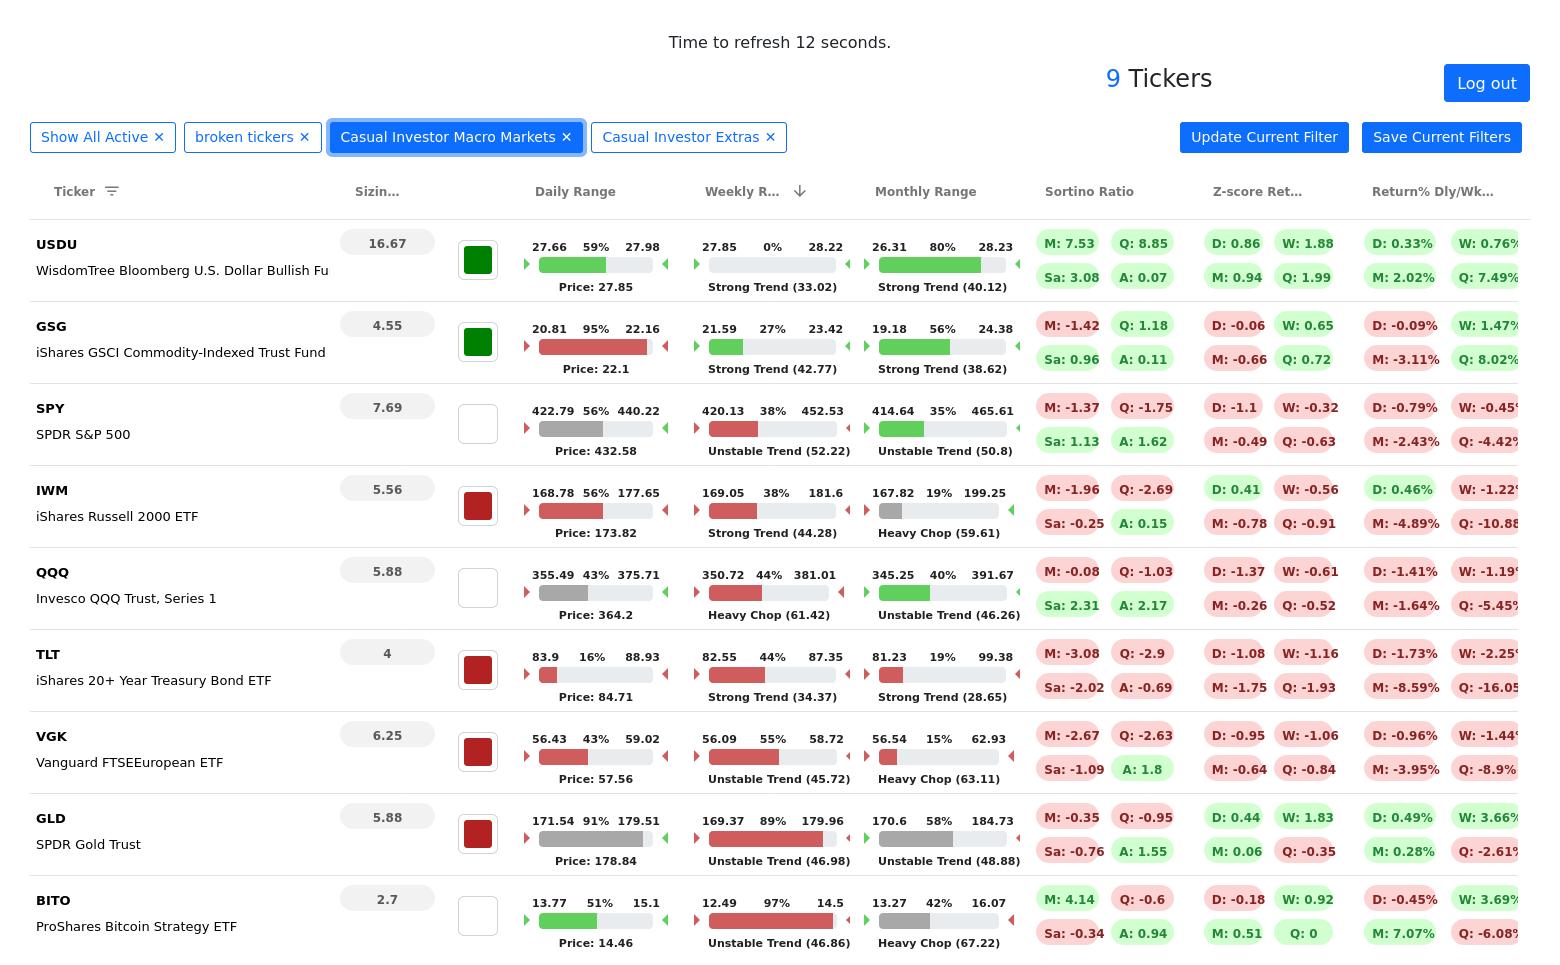 Time to refresh 12 seconds.
9 Tickers
Log out
Show All Active ✕ broken tickers ✕ Casual Investor Macro Markets ✕ Casual Investor Extras ✕ Update Current Filter Save Current Filters
Ticker Sizin... Daily Range Weekly R... Monthly Range Sortino Ratio Z-score Ret... Return% Dly/Wk...
USDU 16.67 27.66 59% 27.98 27.85 0% 28.22 26.31 80% 28.23 M: 7.53 Q: 8.85 D: 0.86 W: 1.88 D: 0.33% W: 0.76%
WisdomTree Bloomberg U.S. Dollar Bullish Fu Price: 27.85 Strong Trend (33.02) Strong Trend (40.12) Sa: 3.08 A: 0.07 M: 0.94 Q: 1.99 M: 2.02% Q: 7.49%
GSG 4.55 20.81 95% 22.16 21.59 27% 23.42 19.18 56% 24.38 M: -1.42 Q: 1.18 D: -0.06 W: 0.65 D: -0.09% W: 1.47%
iShares GSCI Commodity-Indexed Trust Fund Price: 22.1 Strong Trend (42.77) Strong Trend (38.62) Sa: 0.96 A: 0.11 M: -0.66 Q: 0.72 M: -3.11% Q: 8.02%
SPY 7.69 422.79 56% 440.22 420.13 38% 452.53 414.64 35% 465.61 M: -1.37 Q: -1.75 D: -1.1 W: -0.32 D: -0.79% W: -0.45%
SPDR S&P 500 Price: 432.58 Unstable Trend (52.22) Unstable Trend (50.8) Sa: 1.13 A: 1.62 M: -0.49 Q: -0.63 M: -2.43% Q: -4.42%
IWM 5.56 168.78 56% 177.65 169.05 38% 181.6 167.82 19% 199.25 M: -1.96 Q: -2.69 D: 0.41 W: -0.56 D: 0.46% W: -1.22%
iShares Russell 2000 ETF Price: 173.82 Strong Trend (44.28) Heavy Chop (59.61) Sa: -0.25 A: 0.15 M: -0.78 Q: -0.91 M: -4.89% Q: -10.88
QQQ 5.88 355.49 43% 375.71 350.72 44% 381.01 345.25 40% 391.67 M: -0.08 Q: -1.03 D: -1.37 W: -0.61 D: -1.41% W: -1.19%
Invesco QQQ Trust, Series 1 Price: 364.2 Heavy Chop (61.42) Unstable Trend (46.26) Sa: 2.31 A: 2.17 M: -0.26 Q: -0.52 M: -1.64% Q: -5.45%
TLT 4 83.9 16% 88.93 82.55 44% 87.35 81.23 19% 99.38 M: -3.08 Q: -2.9 D: -1.08 W: -1.16 D: -1.73% W: -2.25%
iShares 20+ Year Treasury Bond ETF Price: 84.71 Strong Trend (34.37) Strong Trend (28.65) Sa: -2.02 A: -0.69 M: -1.75 Q: -1.93 M: -8.59% Q: -16.05
VGK 6.25 56.43 43% 59.02 56.09 55% 58.72 56.54 15% 62.93 M: -2.67 Q: -2.63 D: -0.95 W: -1.06 D: -0.96% W: -1.44%
Vanguard FTSEEuropean ETF Price: 57.56 Unstable Trend (45.72) Heavy Chop (63.11) Sa: -1.09 A: 1.8 M: -0.64 Q: -0.84 M: -3.95% Q: -8.9%
GLD 5.88 171.54 91% 179.51 169.37 89% 179.96 170.6 58% 184.73 M: -0.35 Q: -0.95 D: 0.44 W: 1.83 D: 0.49% W: 3.66%
SPDR Gold Trust Price: 178.84 Unstable Trend (46.98) Unstable Trend (48.88) Sa: -0.76 A: 1.55 M: 0.06 Q: -0.35 M: 0.28% Q: -2.61%
BITO 2.7 13.77 51% 15.1 12.49 97% 14.5 13.27 42% 16.07 M: 4.14 Q: -0.6 D: -0.18 W: 0.92 D: -0.45% W: 3.69%
ProShares Bitcoin Strategy ETF Price: 14.46 Unstable Trend (46.86) Heavy Chop (67.22) Sa: -0.34 A: 0.94 M: 0.51 Q: 0 M: 7.07% Q: -6.08%